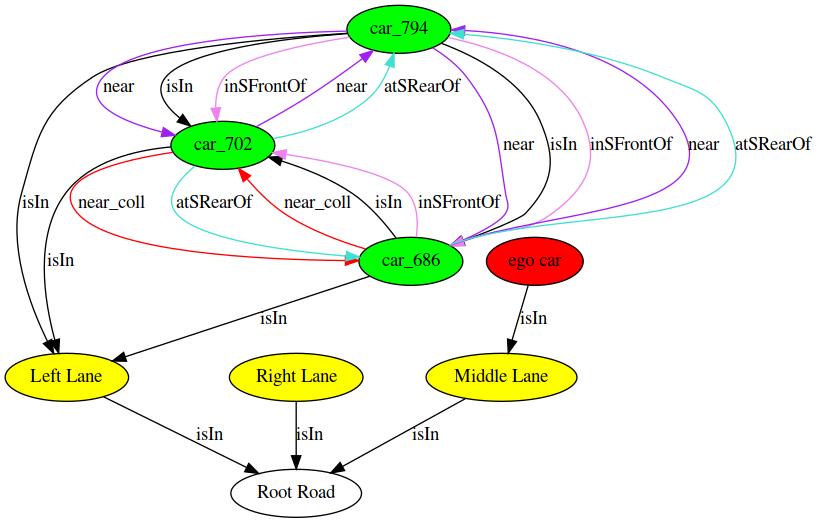 car_794
near
isIn
inSFrontOf
near
atSRearOf
car_702
near
isIn
inSFrontOf
near
atSRearOf
isIn
near_coll
atSRearOf
near_coll
isIn
inSFrontOf
isIn
car_686
ego car
isIn
isIn
Left Lane
Right Lane
Middle Lane
isIn
isIn
isIn
Root Road